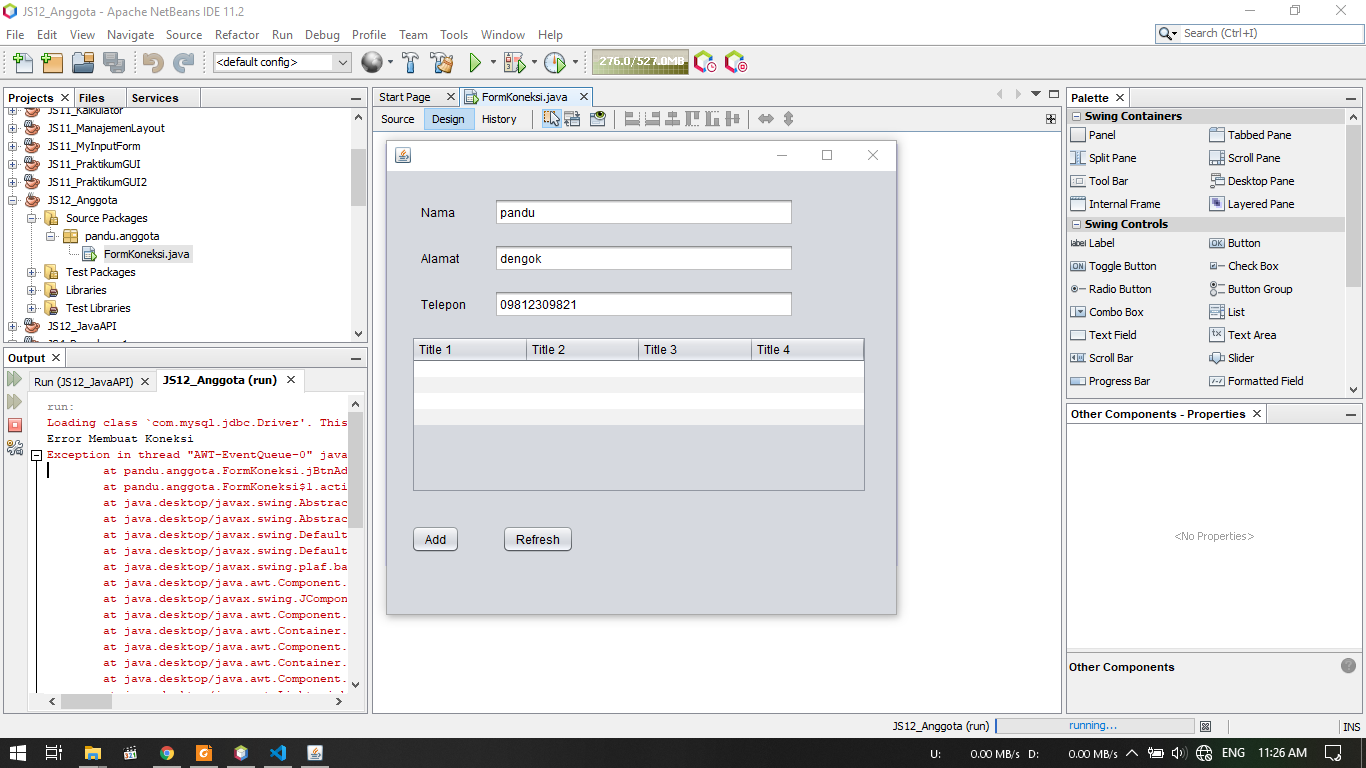 JS12_Anggota - Apache NetBeans IDE 11.2
File Edit View Navigate Source Refactor Run Debug Profile Team Tools Window Help
Search (Ctrl+I)
<default config>
276.0/527.0MB
Projects Files Services
JS11_Kalkulator
JS11_ManajemenLayout
JS11_MyInputForm
JS11_PraktikumGUI
JS11_PraktikumGUI2
JS12_Anggota
Source Packages
pandu.anggota
FormKoneksi.java
Test Packages
Libraries
Test Libraries
JS12_JavaAPI
Output
Run (JS12_JavaAPI)
JS12_Anggota (run)
run:
Loading class `com.mysql.jdbc.Driver'. This
Error Membuat Koneksi
Exception in thread "AWT-EventQueue-0" java
at pandu.anggota.FormKoneksi.jBtnAd
at pandu.anggota.FormKoneksi$1.acti
at java.desktop/javax.swing.Abstrac
at java.desktop/javax.swing.Abstrac
at java.desktop/javax.swing.Default
at java.desktop/javax.swing.Default
at java.desktop/javax.swing.plaf.ba
at java.desktop/java.awt.Component.
at java.desktop/javax.swing.JCompon
at java.desktop/java.awt.Component.
at java.desktop/java.awt.Container.
at java.desktop/java.awt.Component.
at java.desktop/java.awt.Container.
at java.desktop/java.awt.Component.
Start Page FormKoneksi.java
Source Design History
Nama pandu
Alamat dengok
Telepon 09812309821
Title 1 Title 2 Title 3 Title 4
Add Refresh
Palette
Swing Containers
Panel Tabbed Pane
Split Pane Scroll Pane
Tool Bar Desktop Pane
Internal Frame Layered Pane
Swing Controls
label Label OK Button
ON Toggle Button Check Box
Radio Button Button Group
Combo Box List
Text Field Text Area
Scroll Bar Slider
Progress Bar Formatted Field
Other Components - Properties
<No Properties>
Other Components
JS12_Anggota (run) running... INS
U: 0.00 MB/s D: 0.00 MB/s ENG 11:26 AM